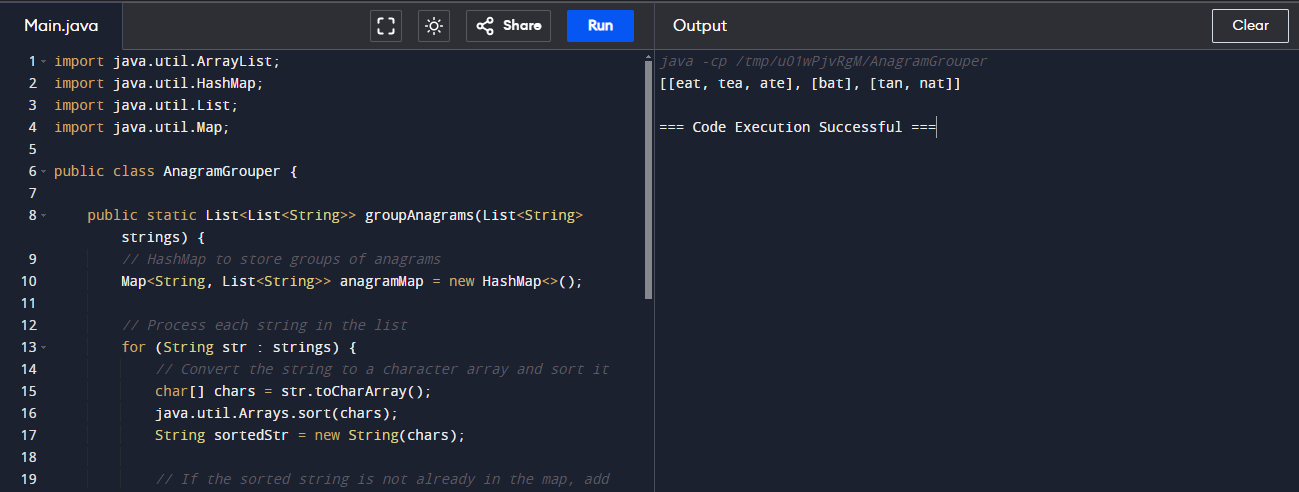 Main.java
Share
Run
Output
Clear
1 import java.util.ArrayList;
2 import java.util.HashMap;
3 import java.util.List;
4 import java.util.Map;
5
6 public class AnagramGrouper {
7
8 public static List<List<String>> groupAnagrams(List<String>
strings) {
9 // HashMap to store groups of anagrams
10 Map<String, List<String>> anagramMap = new HashMap<>();
11
12 // Process each string in the list
13 for (String str : strings) {
14 // Convert the string to a character array and sort it
15 char[] chars = str.toCharArray();
16 java.util.Arrays.sort(chars);
17 String sortedStr = new String(chars);
18
19 // If the sorted string is not already in the map, add
java -cp /tmp/uO1wPjvRgM/AnagramGrouper
[[eat, tea, ate], [bat], [tan, nat]]
=== Code Execution Successful ===